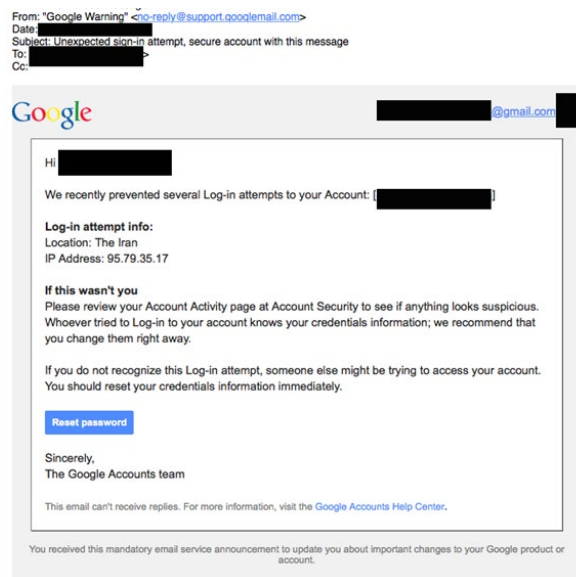 From: "Google Warning" <no-reply@support.qooqlemail.com>
Date:
Subject: Unexpected sign-in attempt, secure account with this message
To: >
Cc:
Google
@gmail.com
Hi
We recently prevented several Log-in attempts to your Account: [ ]
Log-in attempt info:
Location: The Iran
IP Address: 95.79.35.17
If this wasn't you
Please review your Account Activity page at Account Security to see if anything looks suspicious.
Whoever tried to Log-in to your account knows your credentials information; we recommend that
you change them right away.
If you do not recognize this Log-in attempt, someone else might be trying to access your account.
You should reset your credentials information immediately.
Reset password
Sincerely,
The Google Accounts team
This email can't receive replies. For more information, visit the Google Accounts Help Center.
You received this mandatory email service announcement to update you about important changes to your Google product or
account.